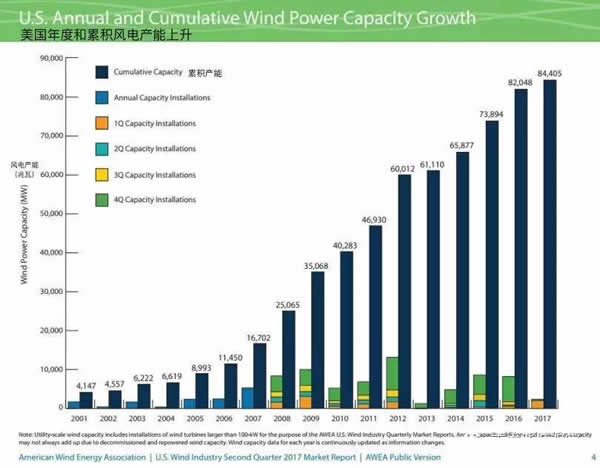 U.S. Annual and Cumulative Wind Power Capacity Growth
美国年度和累积风电产能上升
90,000
80,000
70,000
60,000
50,000
40,000
30,000
20,000
10,000
0
风电产能
(兆瓦)
Wind Power Capacity (MW)
Cumulative Capacity 累积产能
Annual Capacity Installations
1Q Capacity Installations
2Q Capacity Installations
3Q Capacity Installations
4Q Capacity Installations
4,147
4,557
6,222
6,619
8,993
11,450
16,702
25,065
35,068
40,283
46,930
60,012
61,110
65,877
73,894
82,048
84,405
2001 2002 2003 2004 2005 2006 2007 2008 2009 2010 2011 2012 2013 2014 2015 2016 2017
Note: Utility-scale wind capacity includes installations of wind turbines larger than 100-kW for the purpose of the AWEA U.S. Wind Industry Quarterly Market Reports.
may not always add up due to decommissioned and repowered wind capacity. Wind capacity data for each year is continuously updated as information changes.
American Wind Energy Association | U.S. Wind Industry Second Quarter 2017 Market Report | AWEA Public Version
4